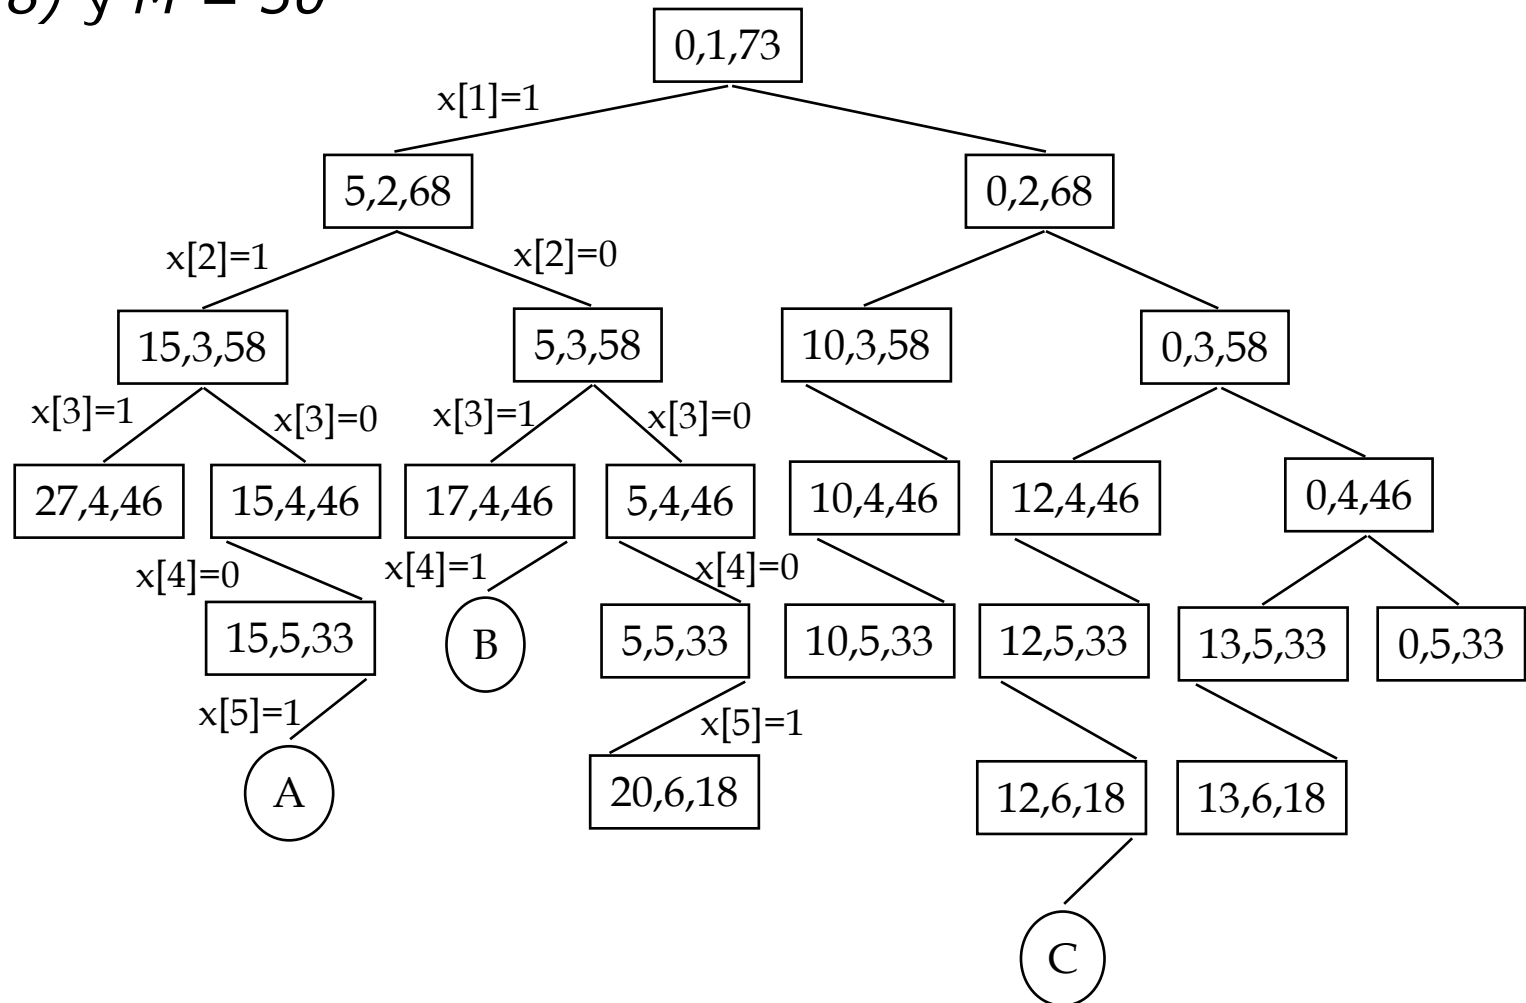 8) y M = 30
0,1,73
x[1]=1
5,2,68
0,2,68
x[2]=1
x[2]=0
15,3,58
5,3,58
10,3,58
0,3,58
x[3]=1
x[3]=0
x[3]=1
x[3]=0
27,4,46
15,4,46
17,4,46
5,4,46
10,4,46
12,4,46
0,4,46
x[4]=0
x[4]=1
x[4]=0
15,5,33
B
5,5,33
10,5,33
12,5,33
13,5,33
0,5,33
x[5]=1
x[5]=1
A
20,6,18
12,6,18
13,6,18
C